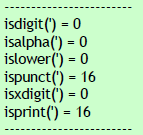 -----------------------
isdigit(') = 0
isalpha(') = 0
islower(') = 0
ispunct(') = 16
isxdigit(') = 0
isprint(') = 16
-----------------------